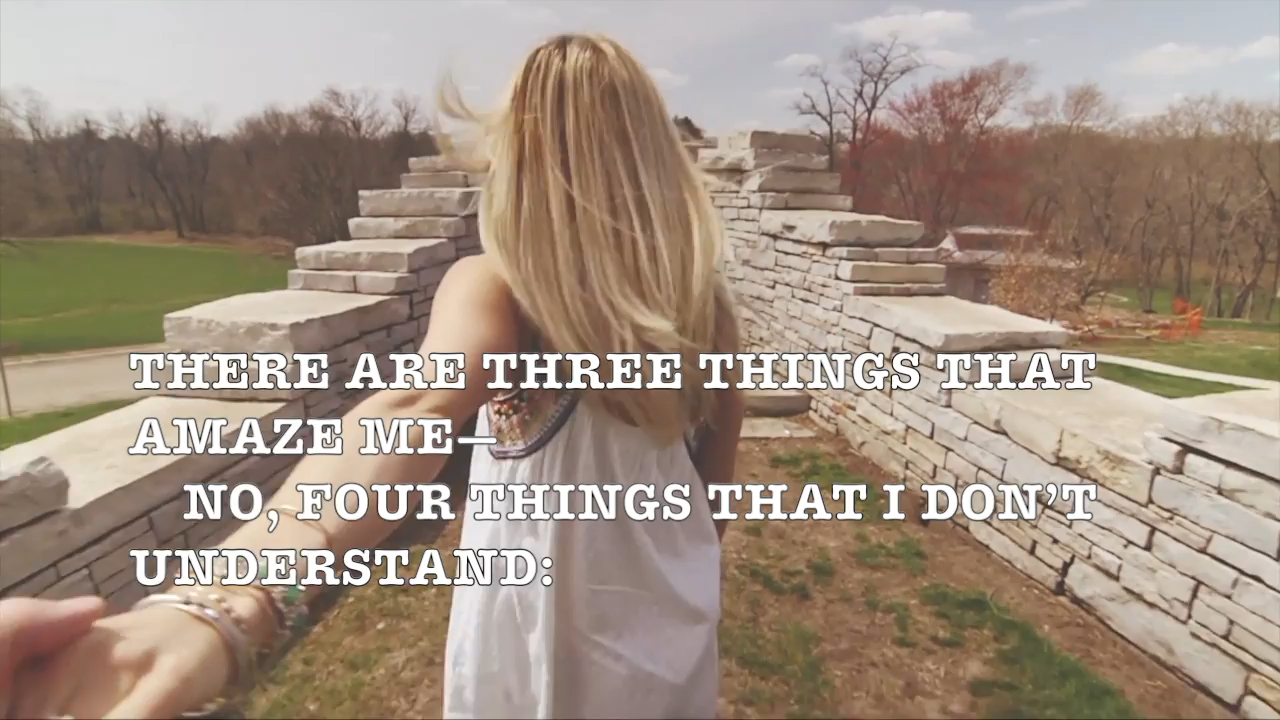 THERE ARE THREE THINGS THAT
AMAZE ME—
NO, FOUR THINGS THAT I DON’T
UNDERSTAND: